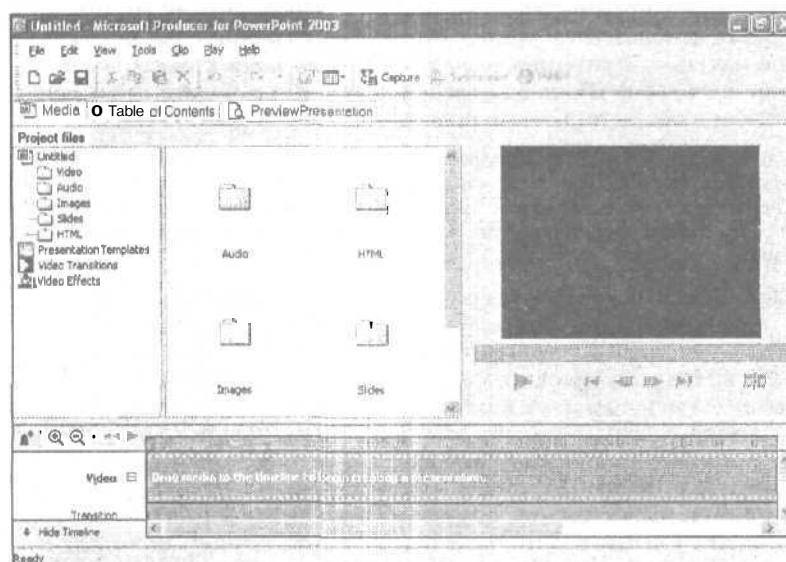 Untitled - Microsoft Producer for PowerPoint 2003
File Edit View Tools Clip Play Help
Capture
Media O Table of Contents PreviewPresentation
Project files
Untitled
Video
Audio
Images
Slides
HTML
Presentation Templates
Video Transitions
Video Effects
Audio
HTML
Images
Slides
Video Drag media to the timeline to begin creating a presentation.
Transition
Hide Timeline
Ready